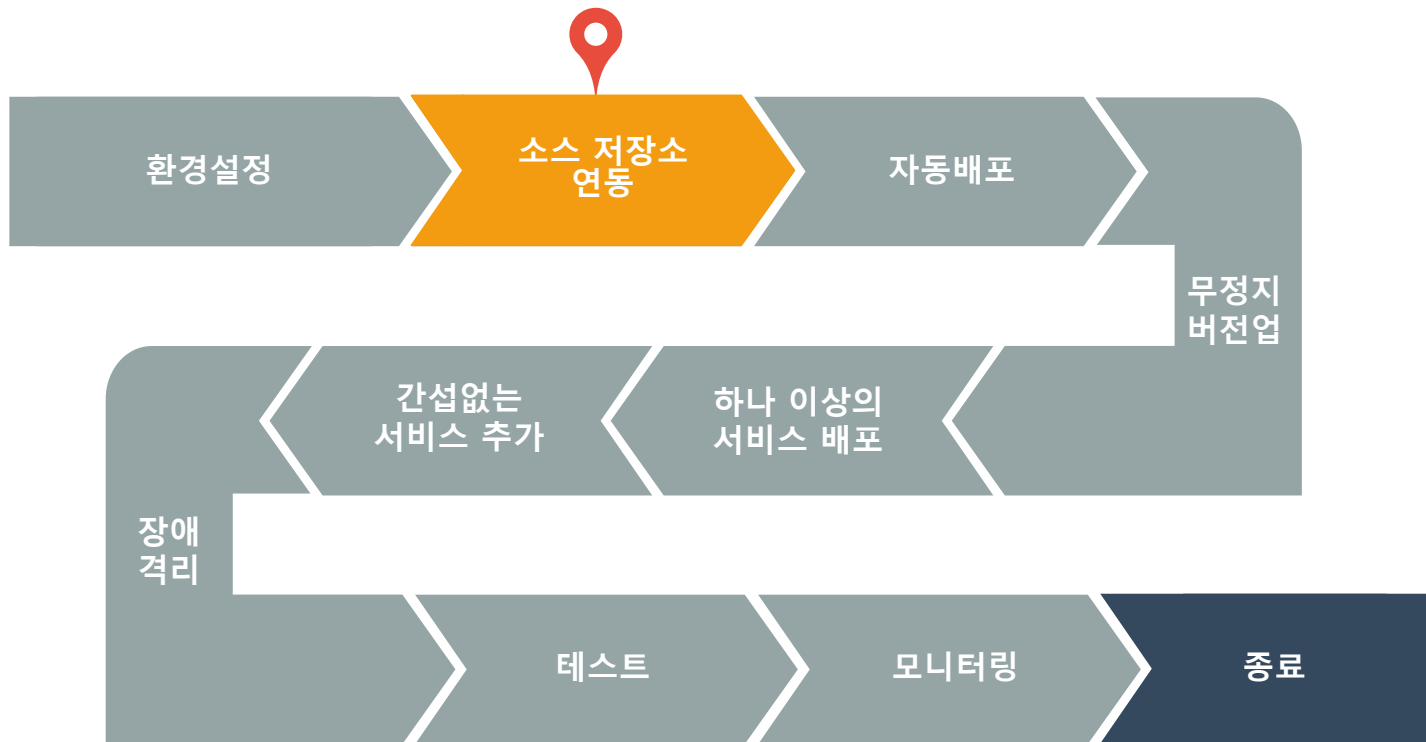 환경설정
소스 저장소
연동
자동배포
무정지
버전업
하나 이상의
서비스 배포
간섭없는
서비스 추가
장애
격리
테스트
모니터링
종료